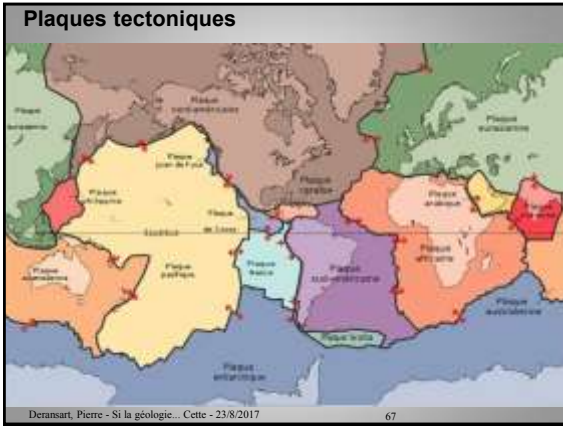 Plaques tectoniques
Plaque
nord-américaine
Plaque
eurasienne
Plaque
eurasienne
Plaque
juan de Fuca
Plaque
caraïbe
Plaque
philippine
Plaque
arabique
Plaque
Équateur
Plaque
de Cocos
Plaque
africaine
Plaque
australienne
Plaque
pacifique
Plaque
nazca
Plaque
sud-américaine
Plaque
australienne
Plaque scotia
Plaque
antarctique
Deransart, Pierre - Si la géologie... Cette - 23/8/2017
67